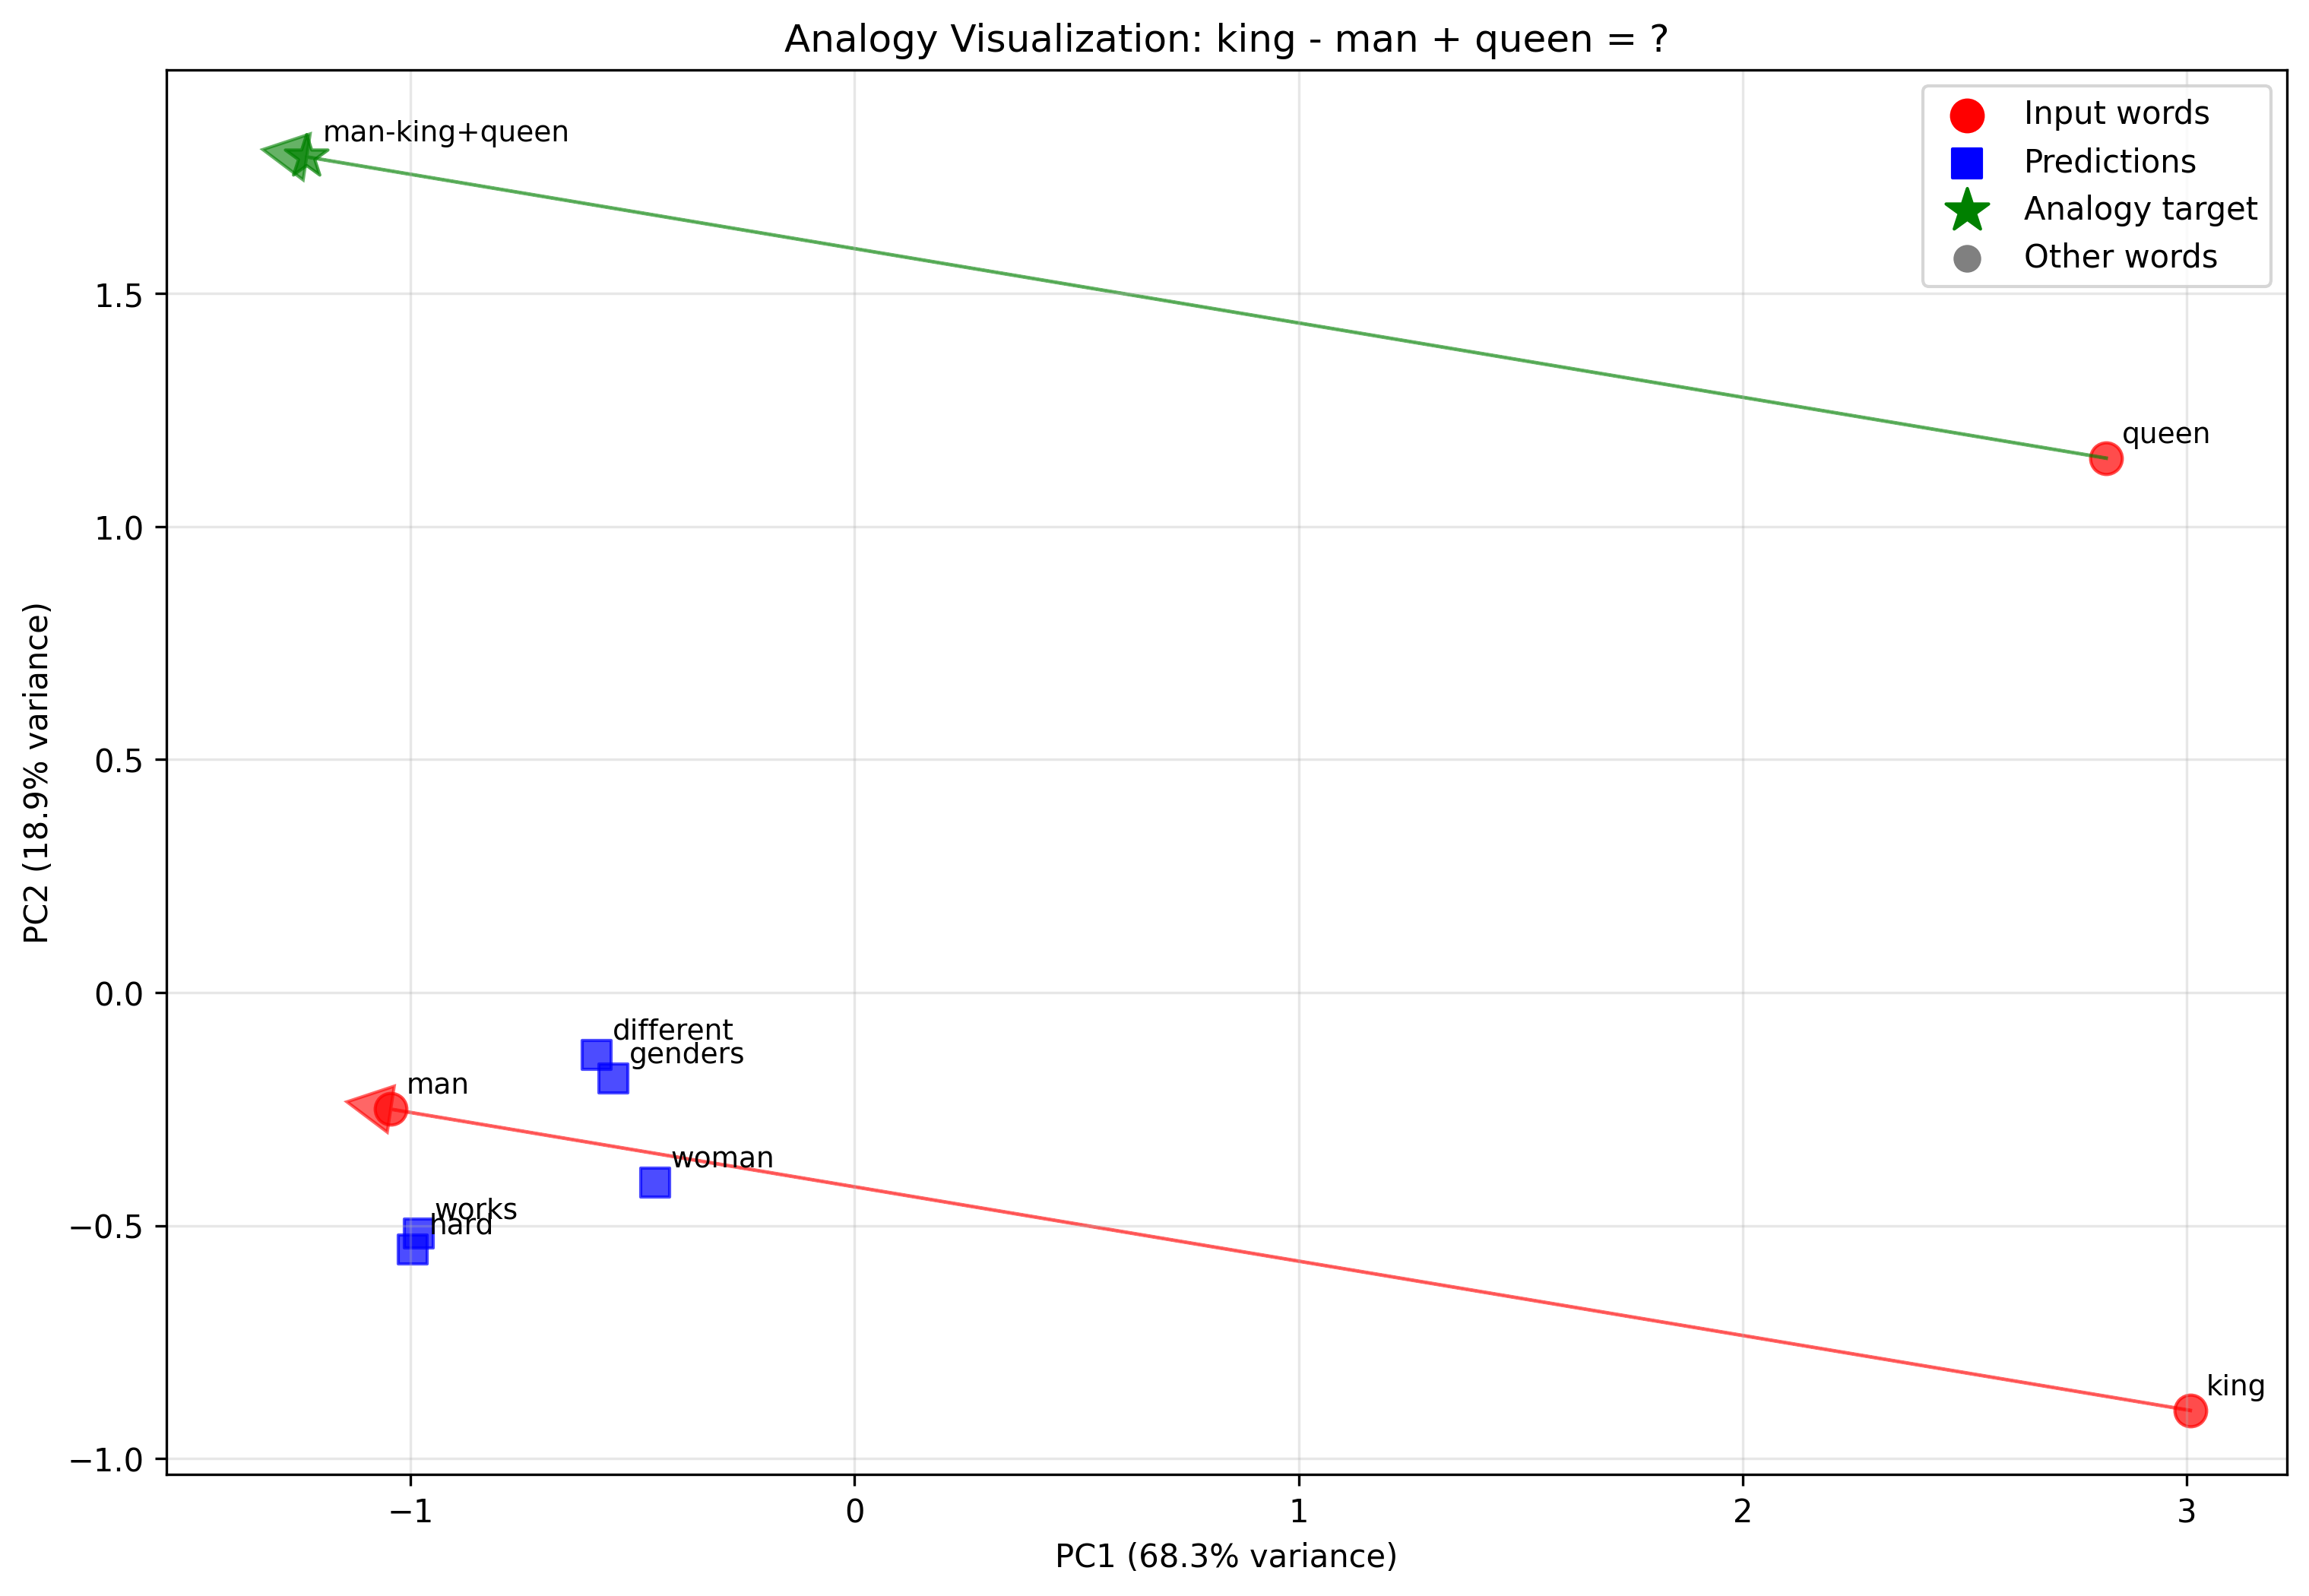 Analogy Visualization: king - man + queen = ?
man-king+queen
Input words
Predictions
Analogy target
Other words
queen
different
genders
man
woman
works
hard
king
1.5
1.0
0.5
0.0
−0.5
−1.0
PC2 (18.9% variance)
−1
0
1
2
3
PC1 (68.3% variance)